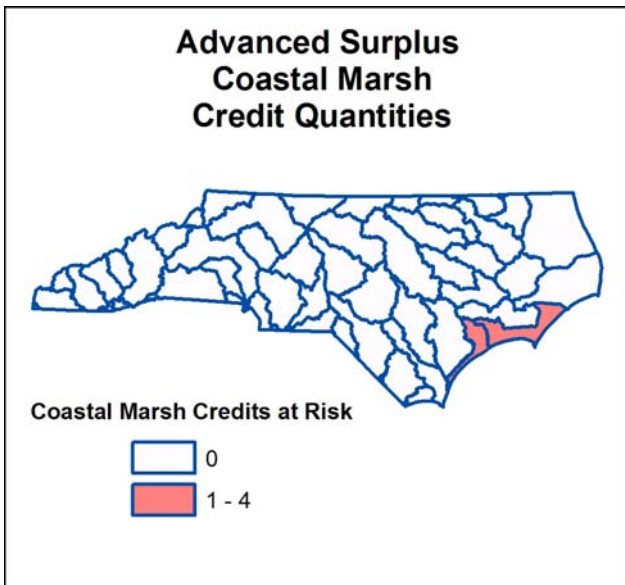 Advanced Surplus
Coastal Marsh
Credit Quantities
Coastal Marsh Credits at Risk
0
1 - 4